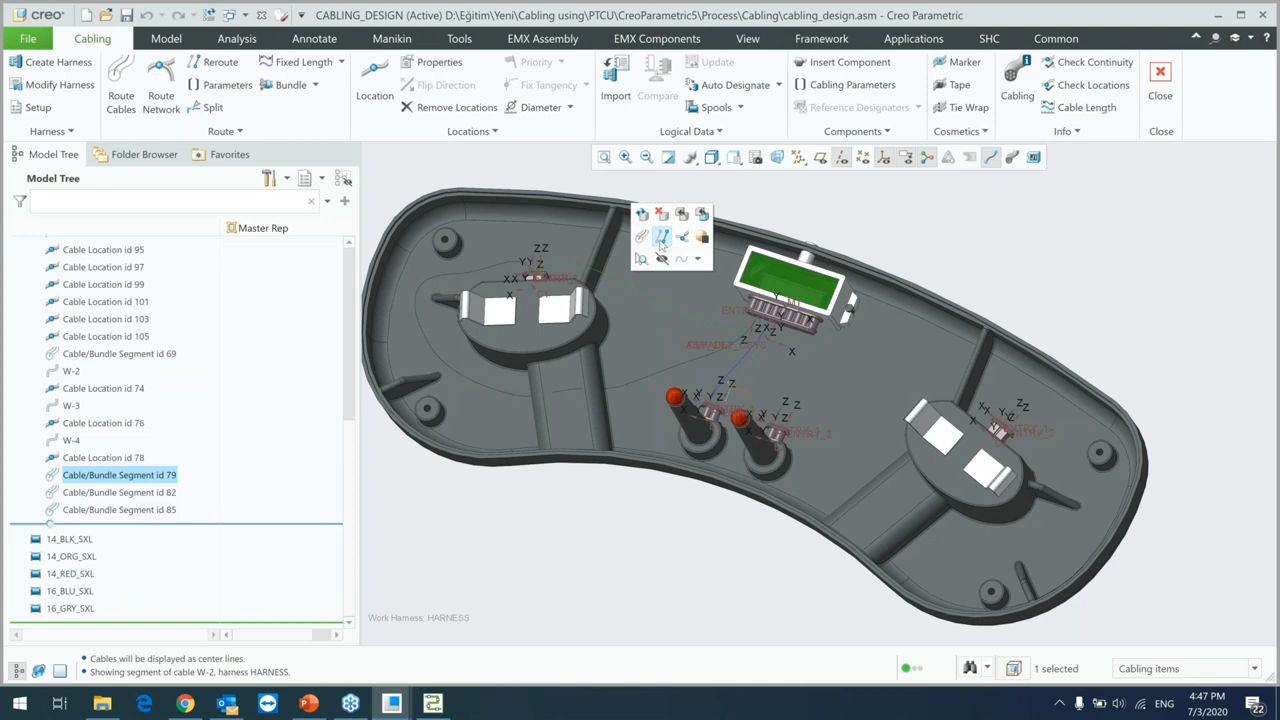 creo°
CABLING_DESIGN (Active) D:\Eğitim\Yeni\Cabling using\PTCU\CreoParametric5\Process\Cabling\cabling_design.asm - Creo Parametric
File Cabling Model Analysis Annotate Manikin Tools EMX Assembly EMX Components View Framework Applications SHC Common
Create Harness
Modify Harness
Setup
Harness
Route Cables
Route Network
Reroute
Parameters
Split
Fixed Length
Bundle
Route
Location
Properties
Flip Direction
Remove Locations
Priority
Fix Tangency
Diameter
Locations
Import
Compare
Update
Auto Designate
Spools
Logical Data
Insert Component
Cabling Parameters
Reference Designators
Components
Marker
Tape
Tie Wrap
Cosmetics
Cabling
Check Continuity
Check Locations
Cable Length
Info
Close
Close
Model Tree Folder Browser Favorites
Model Tree
Master Rep
Cable Location id 95
Cable Location id 97
Cable Location id 99
Cable Location id 101
Cable Location id 103
Cable Location id 105
Cable/Bundle Segment id 69
W-2
Cable Location id 74
W-3
Cable Location id 76
W-4
Cable Location id 78
Cable/Bundle Segment id 79
Cable/Bundle Segment id 82
Cable/Bundle Segment id 85
14_BLK_SXL
14_ORG_SXL
14_RED_SXL
16_BLU_SXL
16_GRY_SXL
Work Harness: HARNESS
• Cables will be displayed as center lines.
• Showing segment of cable W-2, harness HARNESS.
1 selected
Cabling items
ENG
4:47 PM
7/3/2020
22